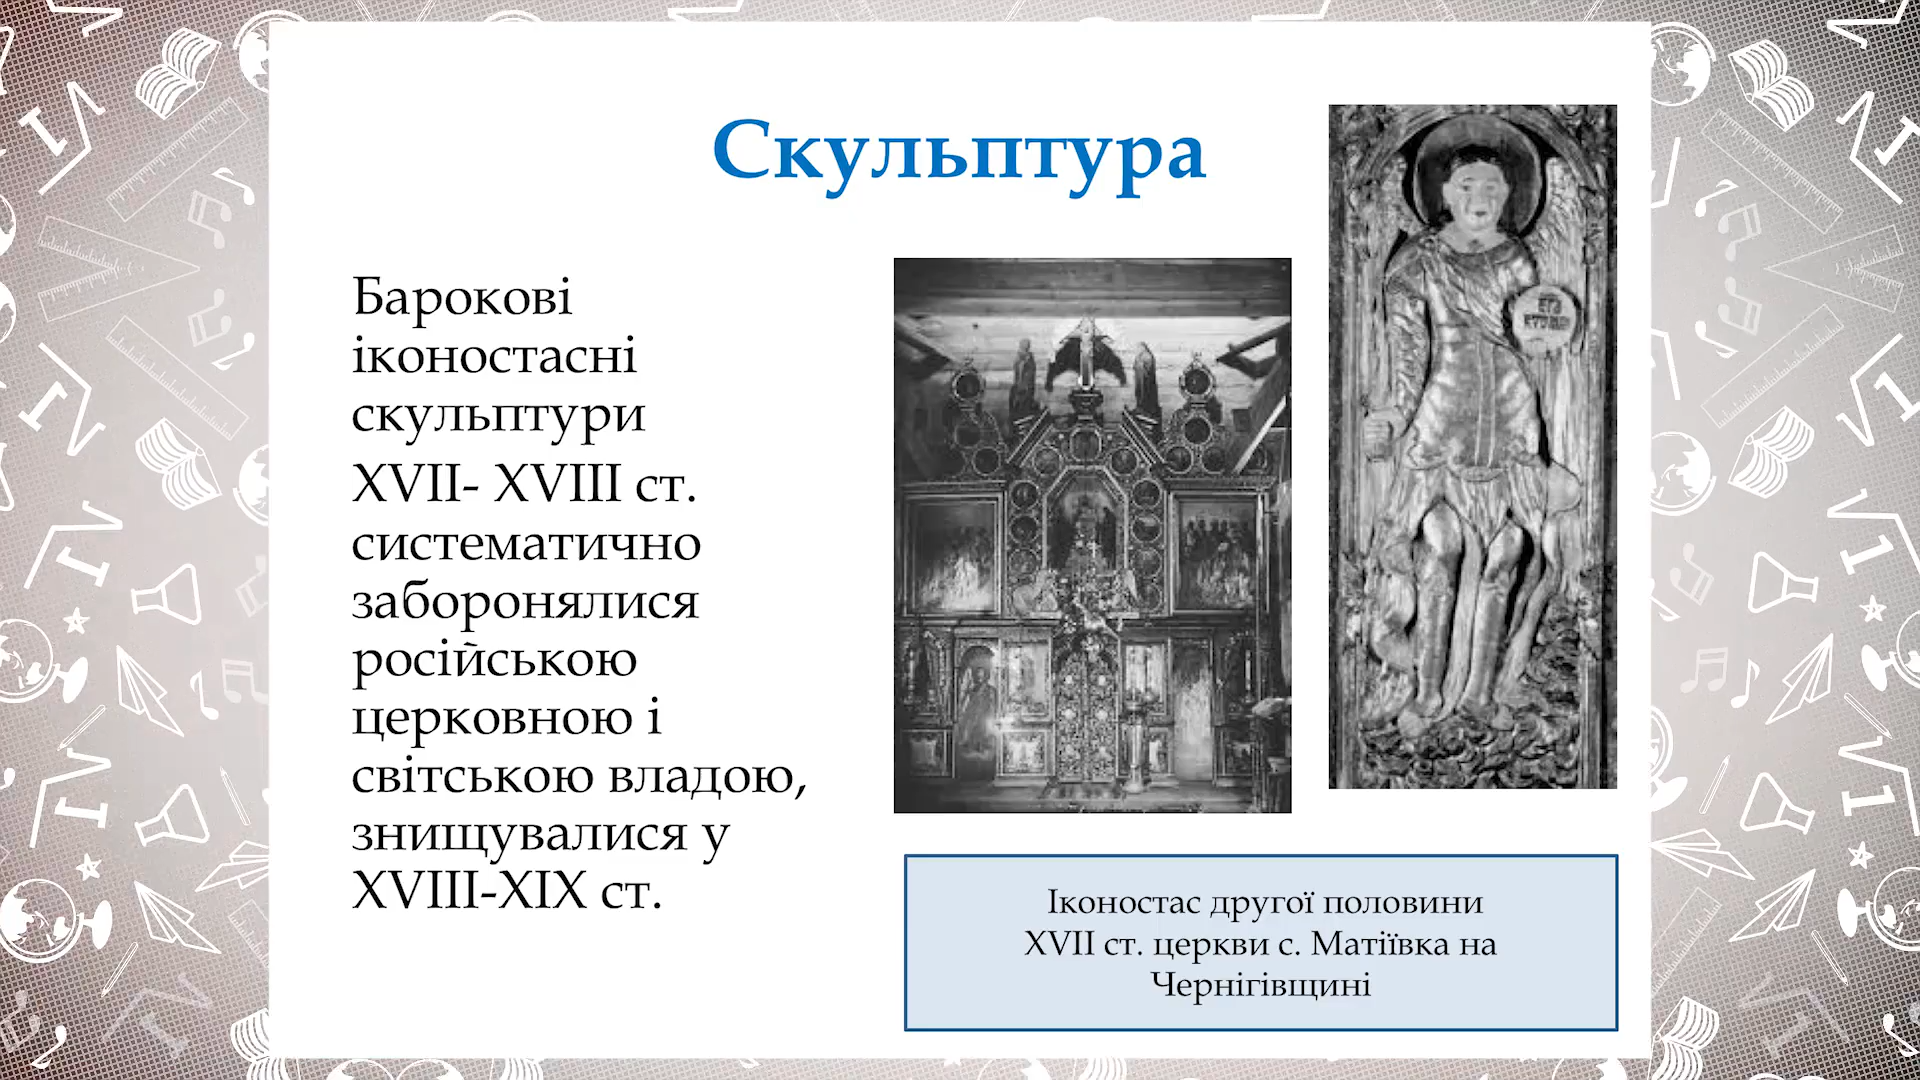 Скульптура
Барокові
іконостасні
скульптури
XVII- XVIII ст.
систематично
заборонялися
російською
церковною і
світською владою,
знищувалися у
XVIII-XIX ст.
Іконостас другої половини
XVII ст. церкви с. Матіївка на
Чернігівщині